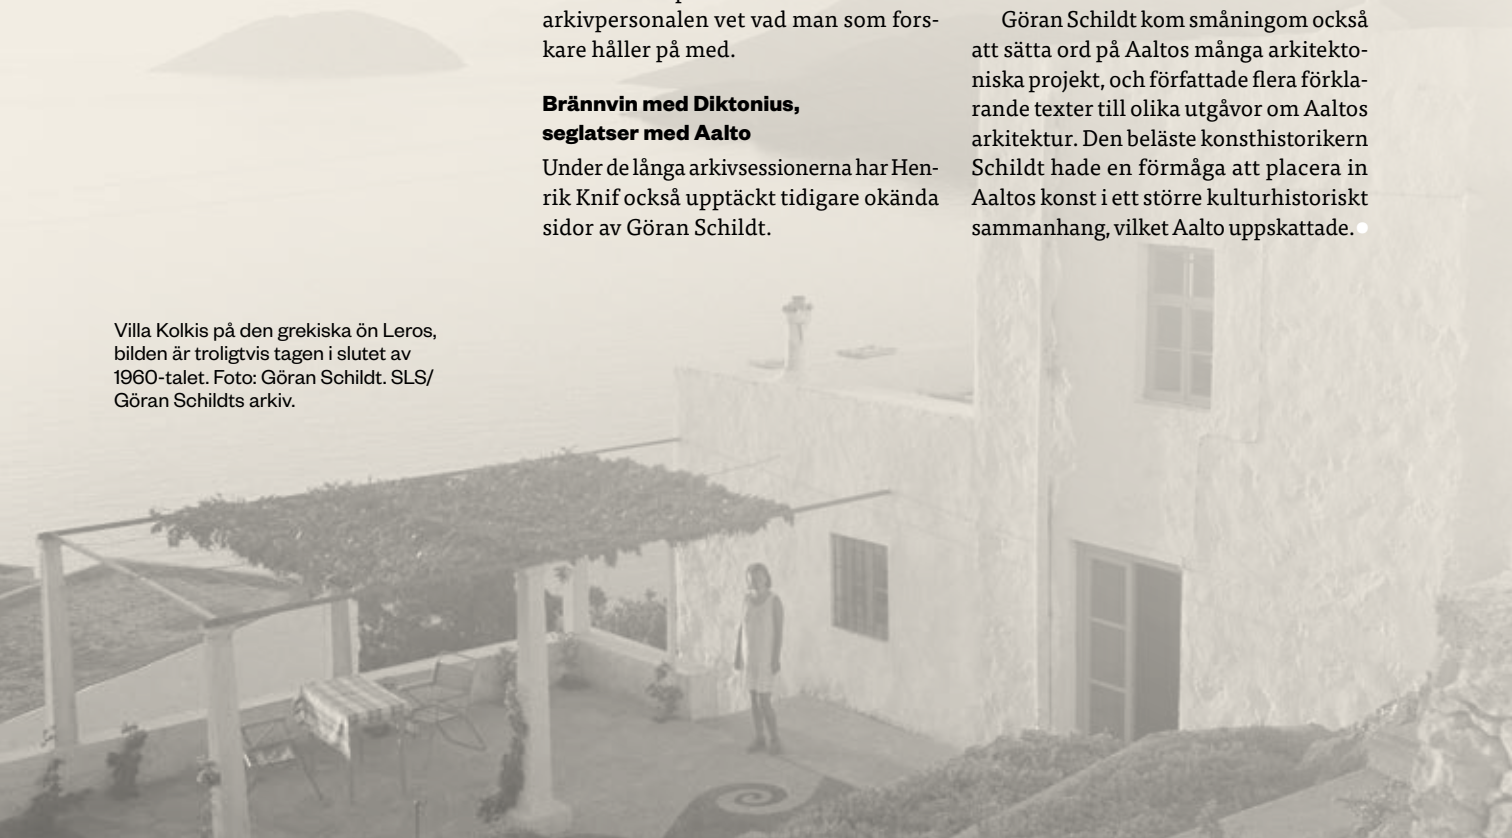 arkivpersonalen vet vad man som fors-
kare håller på med.
Brännvin med Diktonius,
seglatser med Aalto
Under de långa arkivsessionerna har Hen-
rik Knif också upptäckt tidigare okända
sidor av Göran Schildt.
Göran Schildt kom småningom också
att sätta ord på Aaltos många arkitekto-
niska projekt, och författade flera förkla-
rande texter till olika utgåvor om Aaltos
arkitektur. Den beläste konsthistorikern
Schildt hade en förmåga att placera in
Aaltos konst i ett större kulturhistoriskt
sammanhang, vilket Aalto uppskattade.
Villa Kolkis på den grekiska ön Leros,
bilden är troligtvis tagen i slutet av
1960-talet. Foto: Göran Schildt. SLS/
Göran Schildts arkiv.